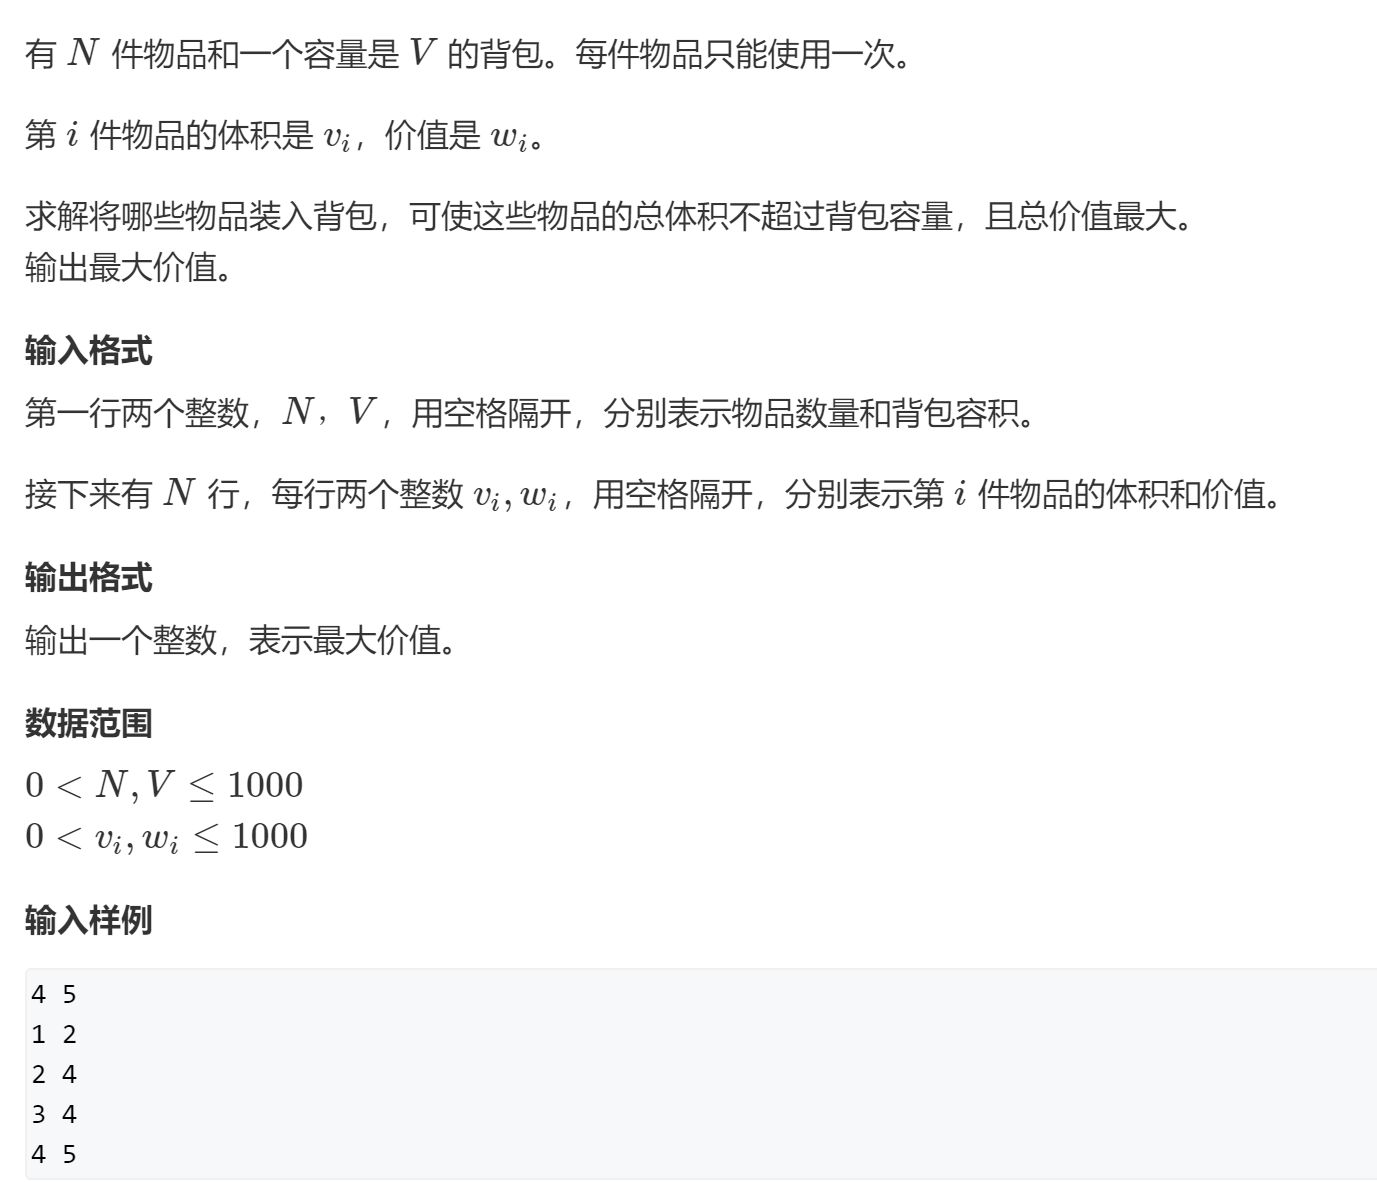 有 N 件物品和一个容量是 V 的背包。每件物品只能使用一次。
第 i 件物品的体积是 vᵢ，价值是 wᵢ。
求解将哪些物品装入背包，可使这些物品的总体积不超过背包容量，且总价值最大。
输出最大价值。
输入格式
第一行两个整数，N，V，用空格隔开，分别表示物品数量和背包容积。
接下来有 N 行，每行两个整数 vᵢ, wᵢ，用空格隔开，分别表示第 i 件物品的体积和价值。
输出格式
输出一个整数，表示最大价值。
数据范围
0 < N, V ≤ 1000
0 < vᵢ, wᵢ ≤ 1000
输入样例
4 5
1 2
2 4
3 4
4 5